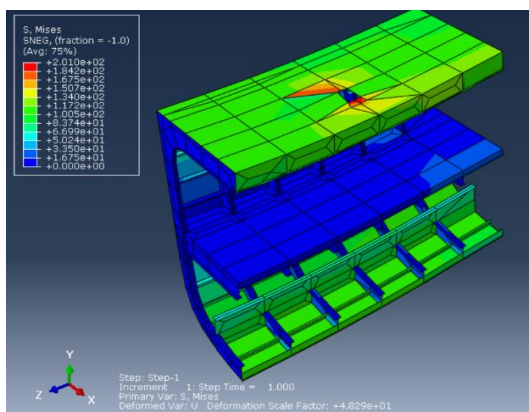 S, Mises
SNEG, (fraction = -1.0)
(Avg: 75%)
+2.010e+02
+1.842e+02
+1.675e+02
+1.507e+02
+1.340e+02
+1.172e+02
+1.005e+02
+8.374e+01
+6.699e+01
+5.024e+01
+3.350e+01
+1.675e+01
+0.000e+00
Y
Z
X
Step: Step-1
Increment 1: Step Time = 1.000
Primary Var: S, Mises
Deformed Var: U Deformation Scale Factor: +4.829e+01